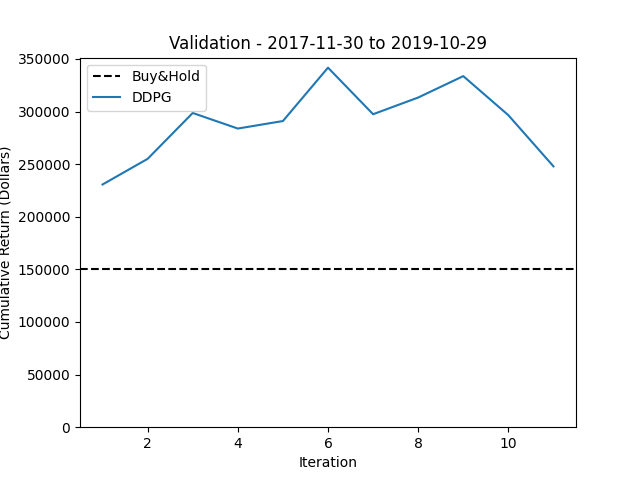 Validation - 2017-11-30 to 2019-10-29
Cumulative Return (Dollars)
350000
300000
250000
200000
150000
100000
50000
0
Buy&Hold
DDPG
2 4 6 8 10
Iteration